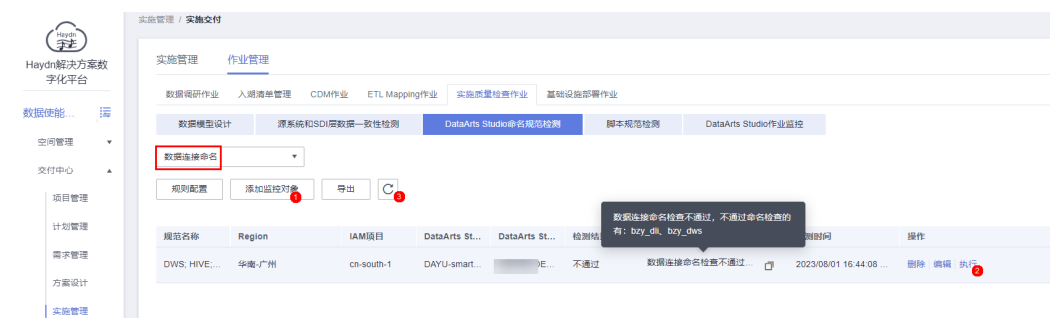 实施管理 / 实施交付
Haydn
Haydn解决方案数
字化平台
数据使能...
空间管理
交付中心
项目管理
计划管理
需求管理
方案设计
实施管理
实施管理 作业管理
数据调研作业 入湖清单管理 CDM作业 ETL Mapping作业 实施质量检查作业 基础设施部署作业
数据模型设计 源系统和SDI层数据一致性检测 DataArts Studio命名规范检测 脚本规范检测 DataArts Studio作业监控
数据连接命名
规则配置 添加监控对象 导出
1
3
数据连接命名检查不通过，不通过命名检查的
有：bzy_dli、bzy_dws
规范名称 Region IAM项目 DataArts St... DataArts St... 检测结 测时间 操作
DWS; HIVE;... 华南-广州 cn-south-1 DAYU-smart... 不通过 数据连接命名检查不通过... 2023/08/01 16:44:08 ... 删除 编辑 执行
2